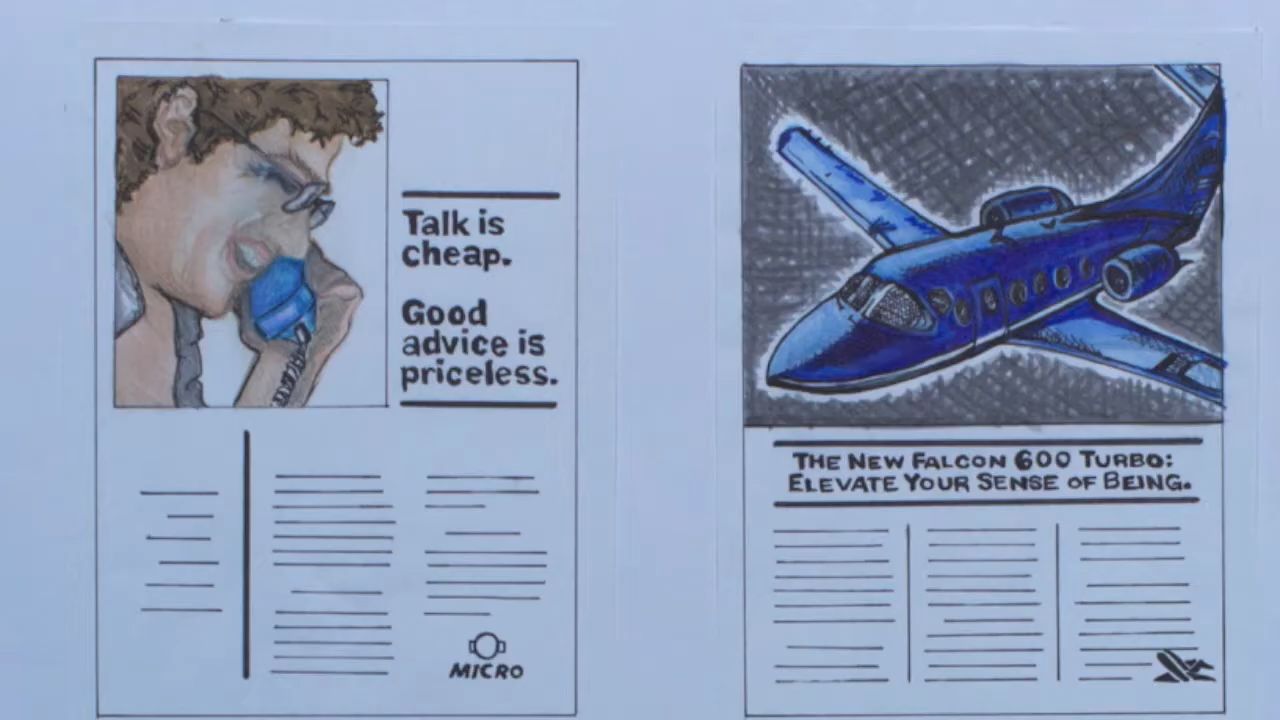 Talk is
cheap.
Good
advice is
priceless.
MICRO
THE NEW FALCON 600 TURBO:
ELEVATE YOUR SENSE OF BEING.